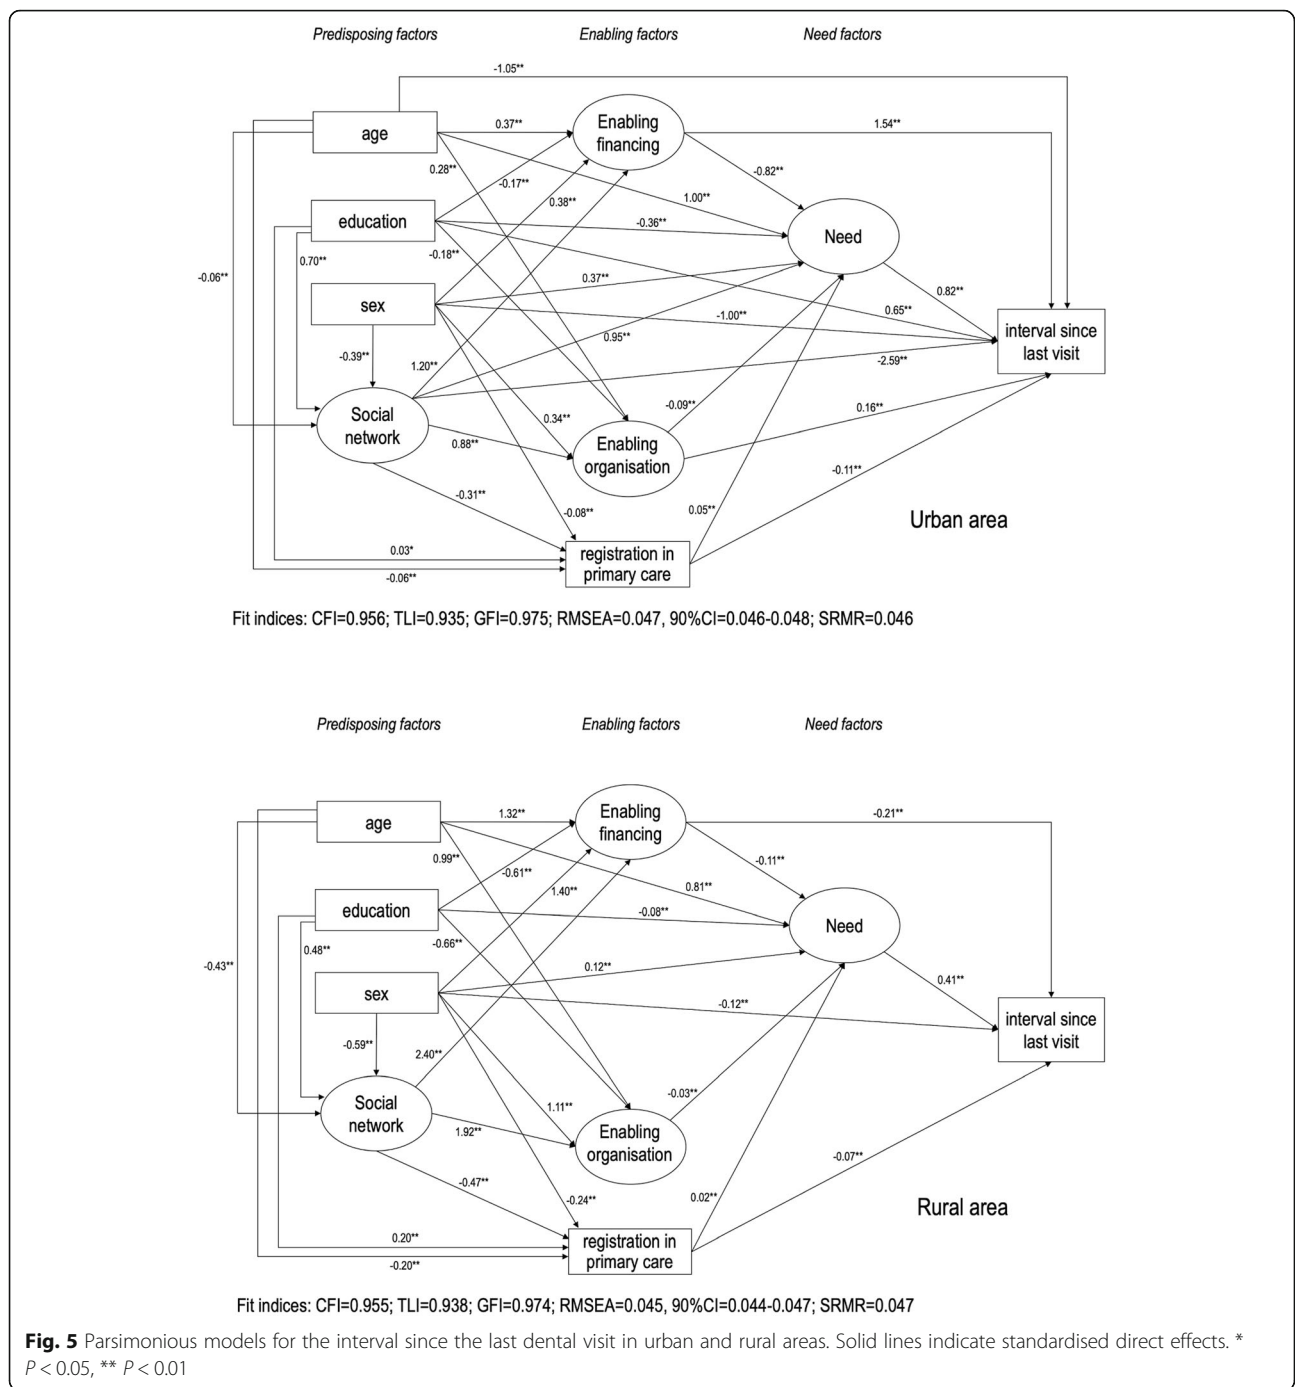 Predisposing factors Enabling factors Need factors
-1.05**
age
0.37**
Enabling
financing
1.54**
0.28**
-0.17**
-0.82**
0.38**
1.00**
education
-0.36**
Need
-0.18**
-0.06**
0.70**
sex
0.37**
0.82**
-1.00**
0.65**
interval since
last visit
-0.39**
1.20**
0.95**
-2.59**
Social
network
0.88**
0.34**
-0.09**
0.16**
Enabling
organisation
-0.31**
-0.08**
0.05**
-0.11**
Urban area
0.03*
-0.06**
registration in
primary care
Fit indices: CFI=0.956; TLI=0.935; GFI=0.975; RMSEA=0.047, 90%CI=0.046-0.048; SRMR=0.046
Predisposing factors Enabling factors Need factors
age
1.32**
Enabling
financing
-0.21**
0.99**
-0.61**
-0.11**
1.40**
0.81**
education
-0.08**
Need
-0.66**
0.48**
-0.43**
sex
0.12**
0.41**
-0.12**
interval since
last visit
-0.59**
2.40**
Social
network
1.92**
1.11**
-0.03**
Enabling
organisation
-0.47**
-0.24**
0.02**
-0.07**
Rural area
0.20**
-0.20**
registration in
primary care
Fit indices: CFI=0.955; TLI=0.938; GFI=0.974; RMSEA=0.045, 90%CI=0.044-0.047; SRMR=0.047
Fig. 5 Parsimonious models for the interval since the last dental visit in urban and rural areas. Solid lines indicate standardised direct effects. *
P < 0.05, ** P < 0.01